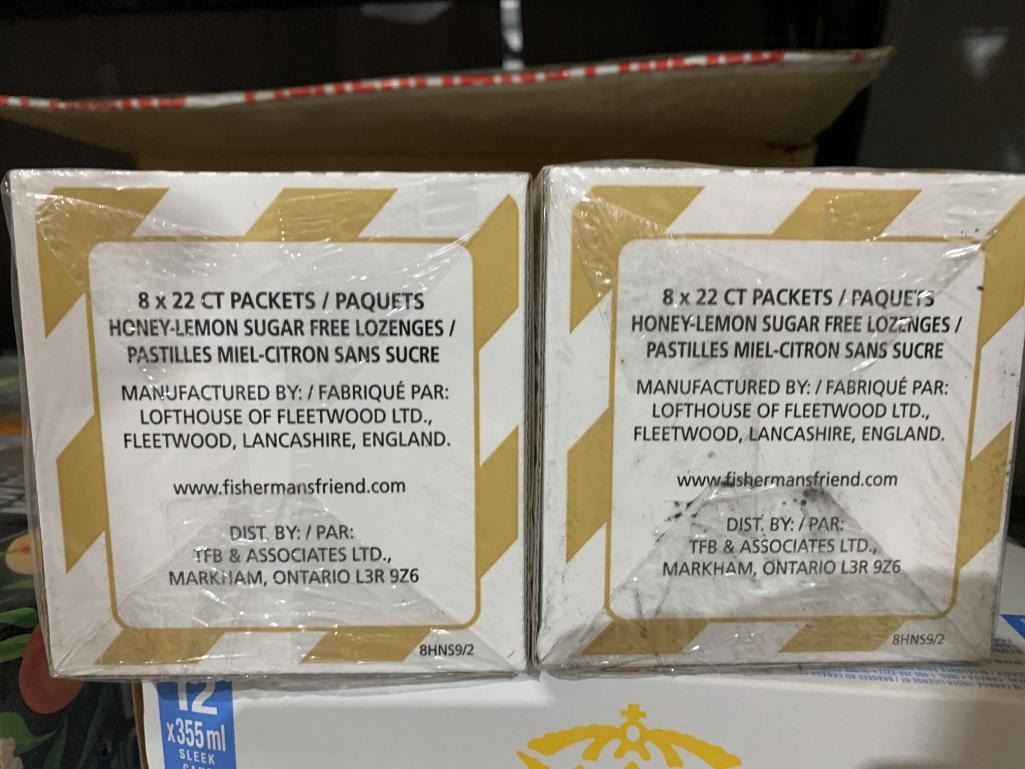 8 x 22 CT PACKETS / PAQUETS
HONEY-LEMON SUGAR FREE LOZENGES /
PASTILLES MIEL-CITRON SANS SUCRE
MANUFACTURED BY: / FABRIQUÉ PAR:
LOFTHOUSE OF FLEETWOOD LTD.,
FLEETWOOD, LANCASHIRE, ENGLAND.
www.fishermansfriend.com
DIST. BY: / PAR:
TFB & ASSOCIATES LTD.,
MARKHAM, ONTARIO L3R 9Z6
8HNS9/2
8 x 22 CT PACKETS / PAQUETS
HONEY-LEMON SUGAR FREE LOZENGES /
PASTILLES MIEL-CITRON SANS SUCRE
MANUFACTURED BY: / FABRIQUÉ PAR:
LOFTHOUSE OF FLEETWOOD LTD.,
FLEETWOOD, LANCASHIRE, ENGLAND.
www.fishermansfriend.com
DIST. BY: / PAR:
TFB & ASSOCIATES LTD.,
MARKHAM, ONTARIO L3R 9Z6
8HNS9/2
12
x355ml
SLEEK